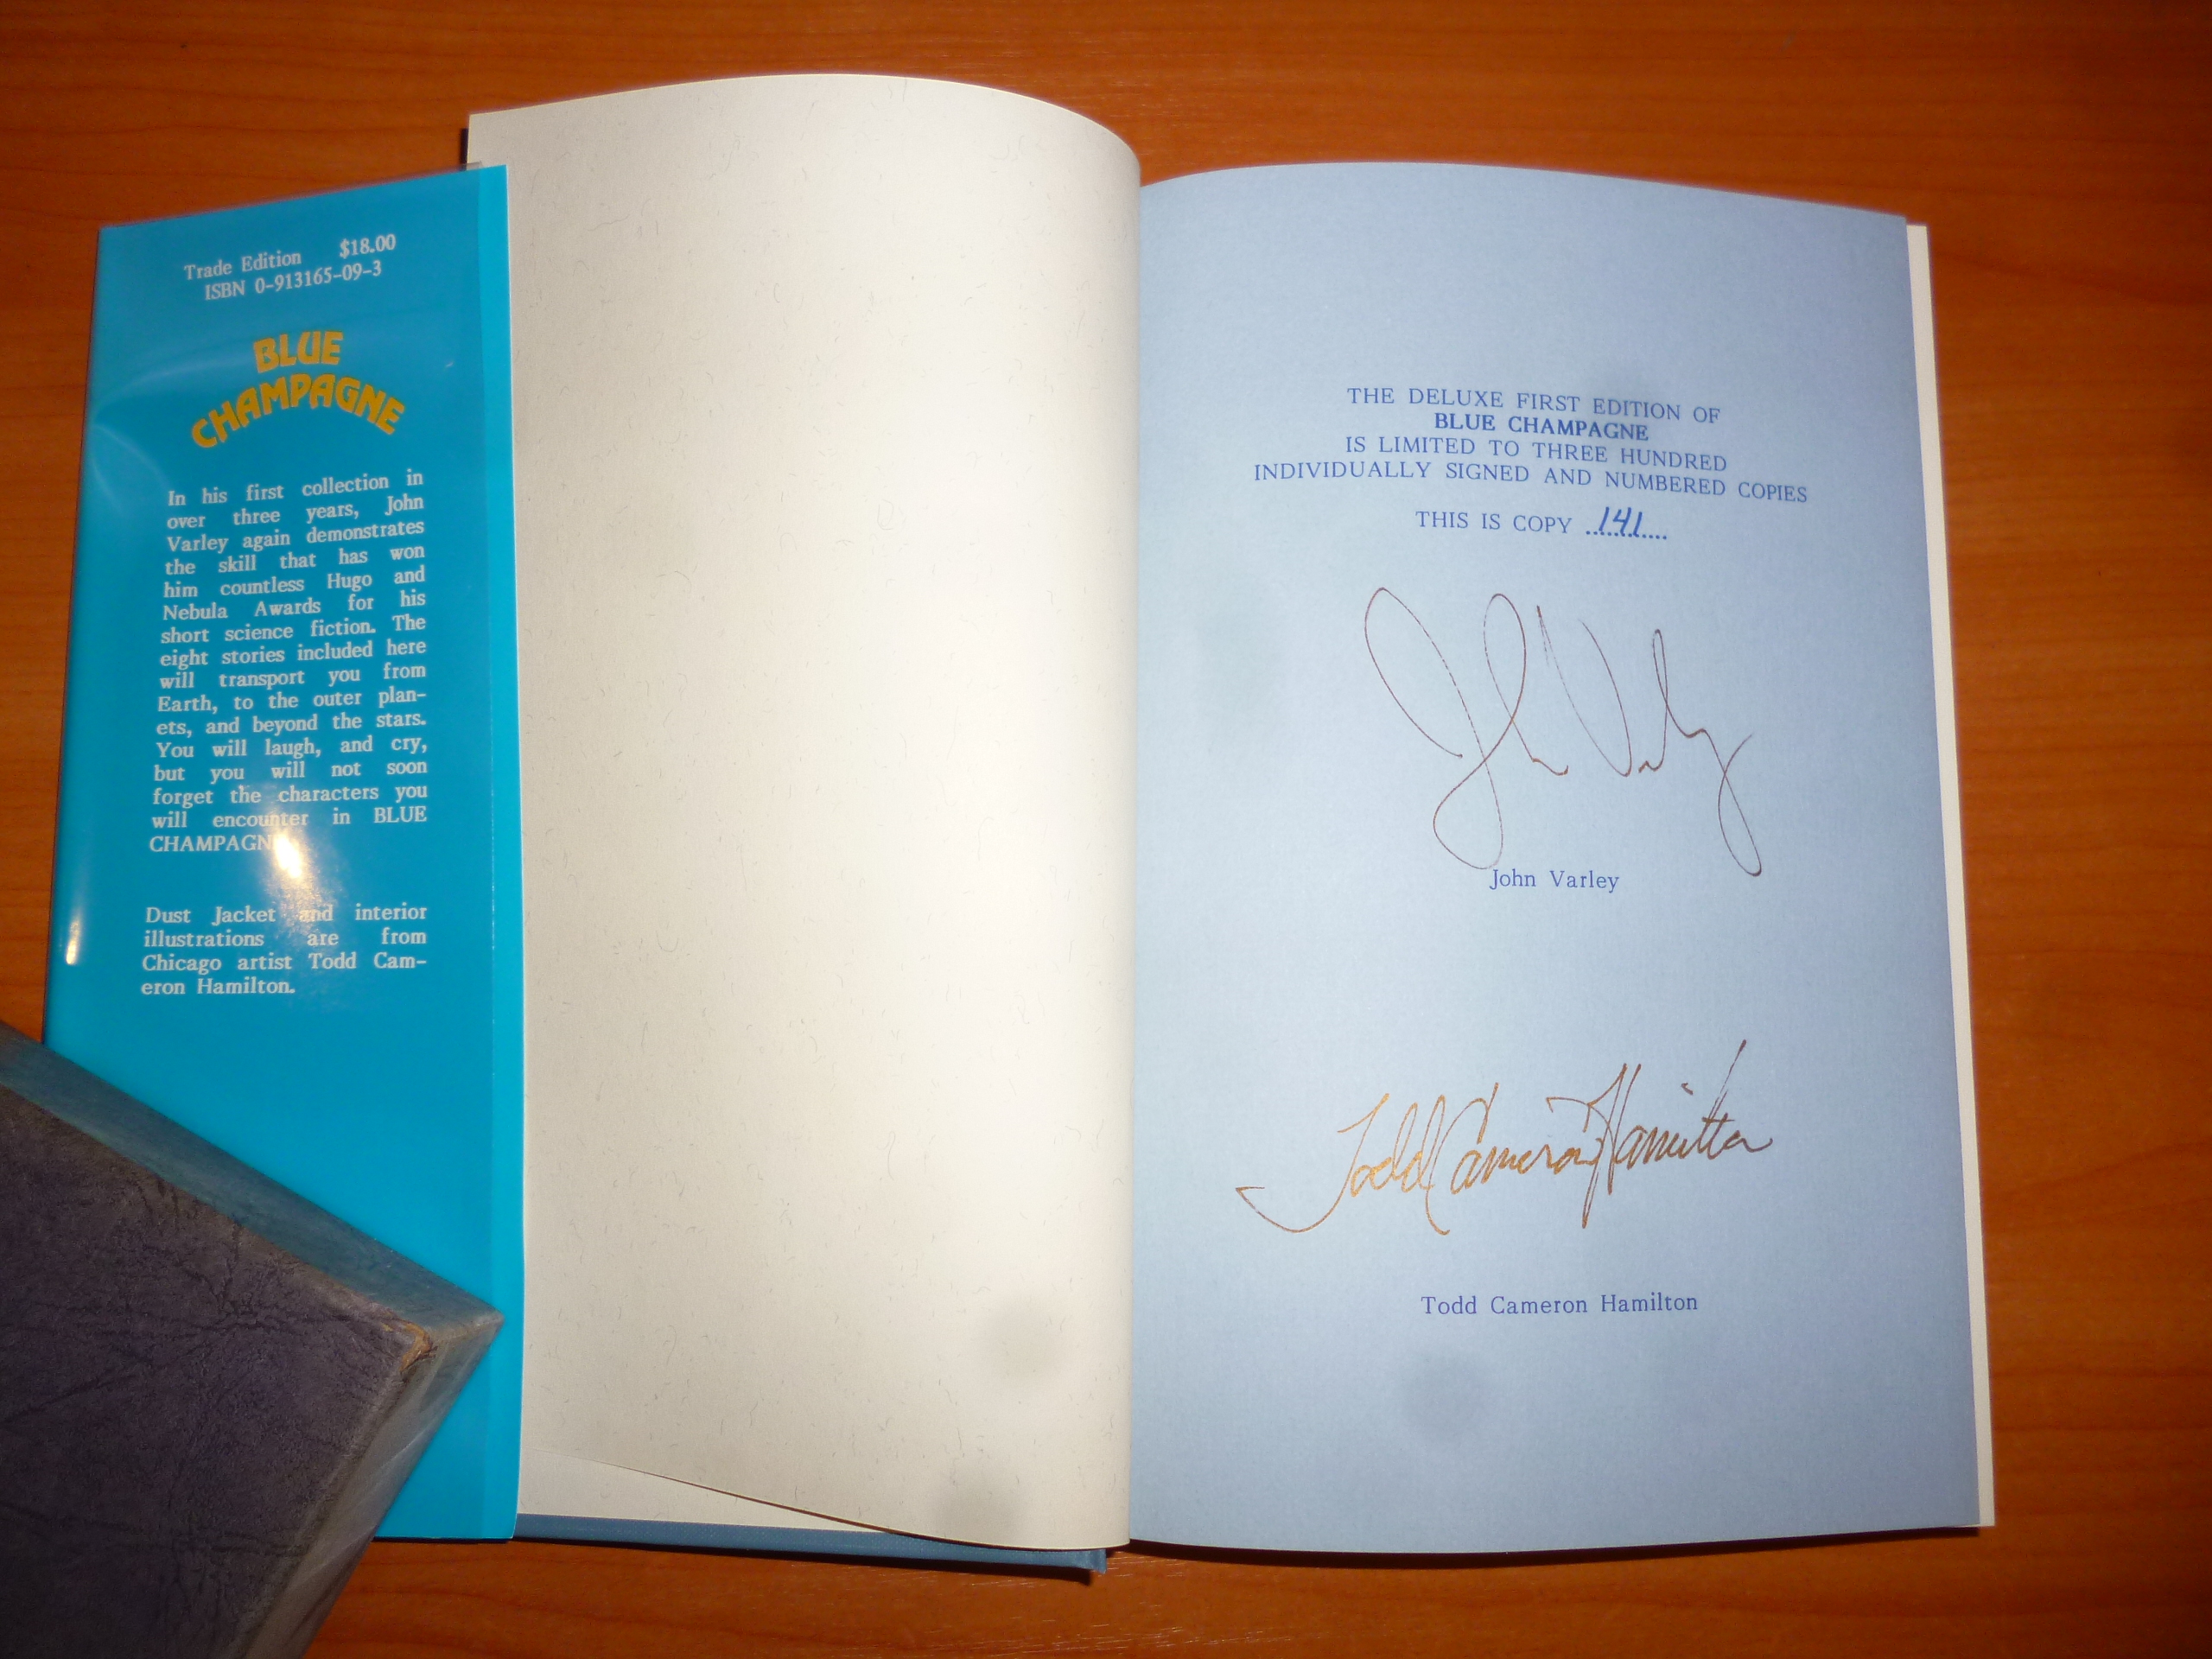 Trade Edition $18.00
ISBN 0-913165-09-3
BLUE
CHAMPAGNE
In his first collection in
over three years, John
Varley again demonstrates
the skill that has won
him countless Hugo and
Nebula Awards for his
short science fiction. The
eight stories included here
will transport you from
Earth, to the outer plan-
ets, and beyond the stars.
You will laugh, and cry,
but you will not soon
forget the characters you
will encounter in BLUE
CHAMPAGN
Dust Jacket and interior
illustrations are from
Chicago artist Todd Cam-
eron Hamilton.
THE DELUXE FIRST EDITION OF
BLUE CHAMPAGNE
IS LIMITED TO THREE HUNDRED
INDIVIDUALLY SIGNED AND NUMBERED COPIES
THIS IS COPY 141
John Varley
John Varley
Todd Cameron Hamilton
Todd Cameron Hamilton